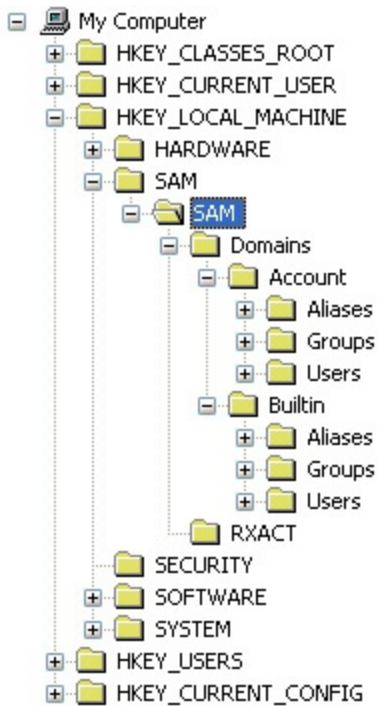 My Computer
HKEY_CLASSES_ROOT
HKEY_CURRENT_USER
HKEY_LOCAL_MACHINE
HARDWARE
SAM
SAM
Domains
Account
Aliases
Groups
Users
Builtin
Aliases
Groups
Users
RXACT
SECURITY
SOFTWARE
SYSTEM
HKEY_USERS
HKEY_CURRENT_CONFIG